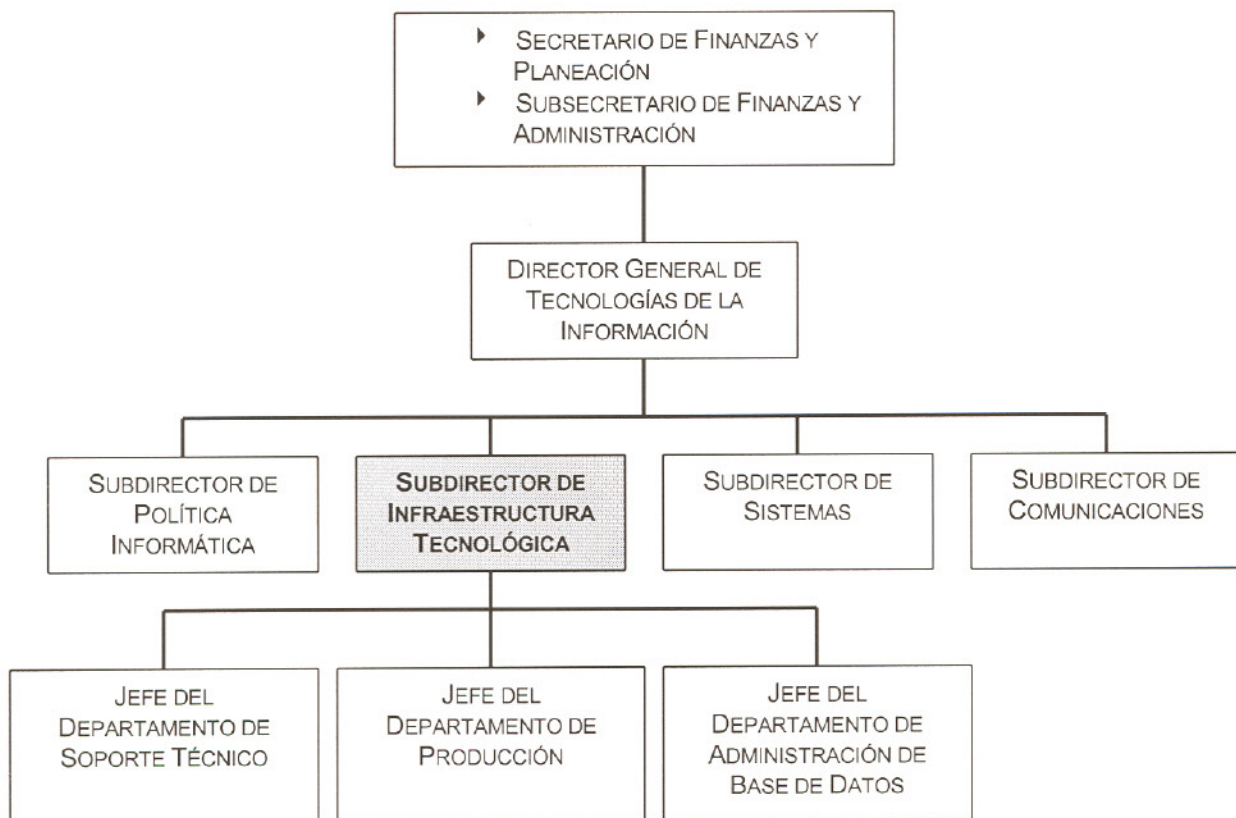 SECRETARIO DE FINANZAS Y
PLANEACIÓN
SUBSECRETARIO DE FINANZAS Y
ADMINISTRACIÓN
DIRECTOR GENERAL DE
TECNOLOGÍAS DE LA
INFORMACIÓN
SUBDIRECTOR DE
POLÍTICA
INFORMÁTICA
SUBDIRECTOR DE
INFRAESTRUCTURA
TECNOLÓGICA
SUBDIRECTOR DE
SISTEMAS
SUBDIRECTOR DE
COMUNICACIONES
JEFE DEL
DEPARTAMENTO DE
SOPORTE TÉCNICO
JEFE DEL
DEPARTAMENTO DE
PRODUCCIÓN
JEFE DEL
DEPARTAMENTO DE
ADMINISTRACIÓN DE
BASE DE DATOS